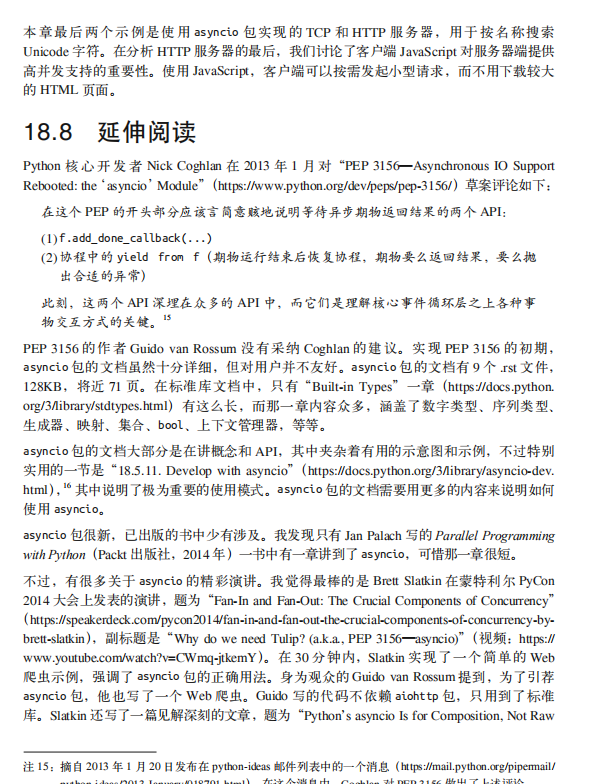 本章最后两个示例是使用 asyncio 包实现的 TCP 和 HTTP 服务器，用于按名称搜索
Unicode 字符。在分析 HTTP 服务器的最后，我们讨论了客户端 JavaScript 对服务器端提供
高并发支持的重要性。使用 JavaScript，客户端可以按需发起小型请求，而不用下载较大
的 HTML 页面。
18.8 延伸阅读
Python 核心开发者 Nick Coghlan 在 2013 年 1 月对“PEP 3156—Asynchronous IO Support
Rebooted: the ‘asyncio’ Module”（https://www.python.org/dev/peps/pep-3156/）草案评论如下：
在这个 PEP 的开头部分应该言简意赅地说明等待异步期物返回结果的两个 API：
(1) f.add_done_callback(...)
(2) 协程中的 yield from f（期物运行结束后恢复协程，期物要么返回结果，要么抛
出合适的异常）
此刻，这两个 API 深埋在众多的 API 中，而它们是理解核心事件循环层之上各种事
物交互方式的关键。15
PEP 3156 的作者 Guido van Rossum 没有采纳 Coghlan 的建议。实现 PEP 3156 的初期，
asyncio 包的文档虽然十分详细，但对用户并不友好。asyncio 包的文档有 9 个 .rst 文件，
128KB，将近 71 页。在标准库文档中，只有“Built-in Types”一章（https://docs.python.
org/3/library/stdtypes.html）有这么长，而那一章内容众多，涵盖了数字类型、序列类型、
生成器、映射、集合、bool、上下文管理器，等等。
asyncio 包的文档大部分是在讲概念和 API，其中夹杂着有用的示意图和示例，不过特别
实用的一节是“18.5.11. Develop with asyncio”（https://docs.python.org/3/library/asyncio-dev.
html），16 其中说明了极为重要的使用模式。asyncio 包的文档需要用更多的内容来说明如何
使用 asyncio。
asyncio 包很新，已出版的书中少有涉及。我发现只有 Jan Palach 写的 Parallel Programming
with Python（Packt 出版社，2014 年）一书中有一章讲到了 asyncio，可惜那一章很短。
不过，有很多关于 asyncio 的精彩演讲。我觉得最棒的是 Brett Slatkin 在蒙特利尔 PyCon
2014 大会上发表的演讲，题为“Fan-In and Fan-Out: The Crucial Components of Concurrency”
（https://speakerdeck.com/pycon2014/fan-in-and-fan-out-the-crucial-components-of-concurrency-by-
brett-slatkin），副标题是“Why do we need Tulip? (a.k.a., PEP 3156—asyncio)”（视频：https://
www.youtube.com/watch?v=CWmq-jtkemY）。在 30 分钟内，Slatkin 实现了一个简单的 Web
爬虫示例，强调了 asyncio 包的正确用法。身为观众的 Guido van Rossum 提到，为了引荐
asyncio 包，他也写了一个 Web 爬虫。Guido 写的代码不依赖 aiohttp 包，只用到了标准
库。Slatkin 还写了一篇见解深刻的文章，题为“Python's asyncio Is for Composition, Not Raw
注 15：摘自 2013 年 1 月 20 日发布在 python-ideas 邮件列表中的一个消息（https://mail.python.org/pipermail/